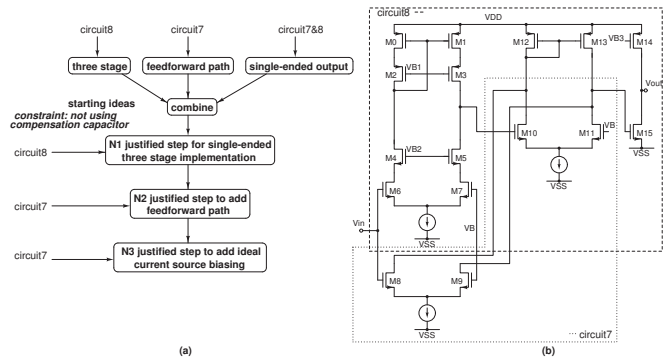 circuit8 circuit7 circuit7&8
three stage feedforward path single-ended output
combine
starting ideas
constraint: not using
compensation capacitor
circuit8
N1 justified step for single-ended
three stage implementation
circuit7
N2 justified step to add
feedforward path
circuit7
N3 justified step to add ideal
current source biasing
(a)
circuit8
VDD
M0 M1 M12 M13 VB3 M14
M2 VB1 M3
Vout
M10 M11 VB M15
VSS
M4 VB2 M5
VSS
M6 M7
Vin
VB
VSS
M8 M9
circuit7
VSS
(b)